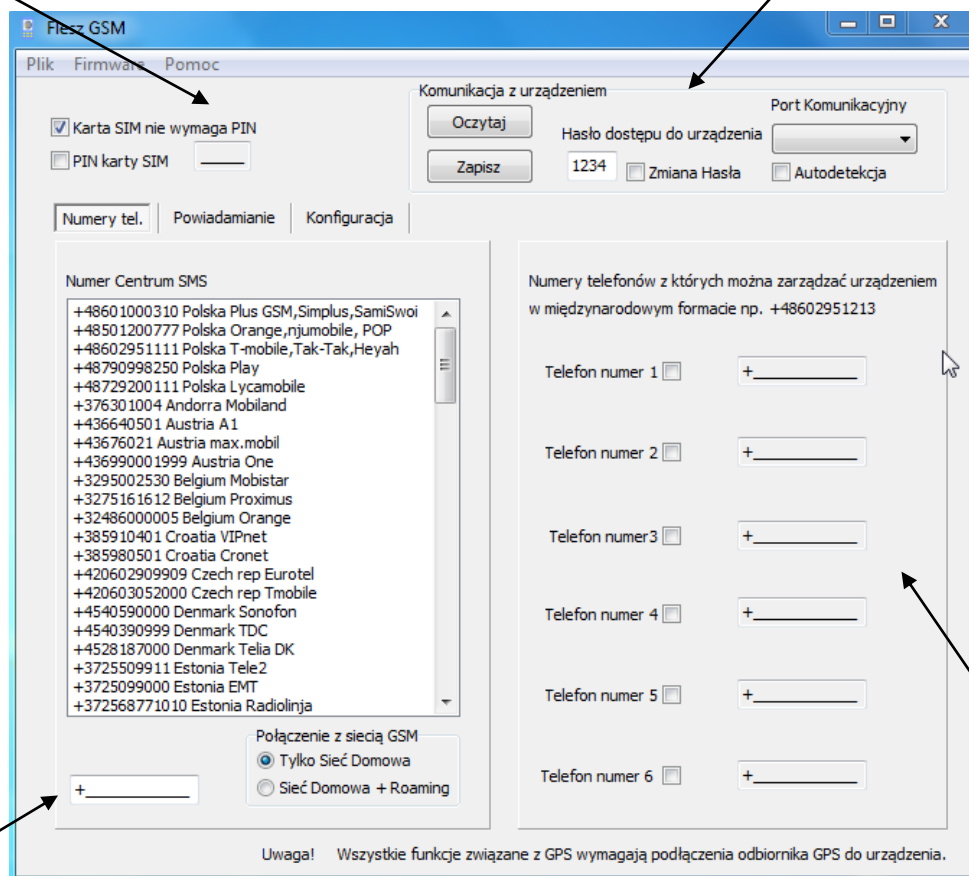 Flesz GSM
Plik Firmware Pomoc
Karta SIM nie wymaga PIN
PIN karty SIM _____
Komunikacja z urządzeniem
Oczytaj
Zapisz
Hasło dostępu do urządzenia
1234 Zmiana Hasła
Port Komunikacyjny
Autodetekcja
Numery tel. Powiadamianie Konfiguracja
Numer Centrum SMS
+48601000310 Polska Plus GSM,Simplus,SamiSwoi
+48501200777 Polska Orange,njumobile, POP
+48602951111 Polska T-mobile,Tak-Tak,Heyah
+48790998250 Polska Play
+48729200111 Polska Lycamobile
+376301004 Andorra Mobiland
+436640501 Austria A1
+43676021 Austria max.mobil
+436990001999 Austria One
+3295002530 Belgium Mobistar
+3275161612 Belgium Proximus
+32486000005 Belgium Orange
+385910401 Croatia VIPnet
+385980501 Croatia Cronet
+420602909909 Czech rep Eurotel
+420603052000 Czech rep Tmobile
+4540590000 Denmark Sonofon
+4540390999 Denmark TDC
+4528187000 Denmark Telia DK
+3725509911 Estonia Tele2
+3725099000 Estonia EMT
+372568771010 Estonia Radiolinja
Połączenie z siecią GSM
Tylko Sieć Domowa
Sieć Domowa + Roaming
+___________
Numery telefonów z których można zarządzać urządzeniem
w międzynarodowym formacie np. +48602951213
Telefon numer 1 +___________
Telefon numer 2 +___________
Telefon numer3 +___________
Telefon numer 4 +___________
Telefon numer 5 +___________
Telefon numer 6 +___________
Uwaga! Wszystkie funkcje związane z GPS wymagają podłączenia odbiornika GPS do urządzenia.